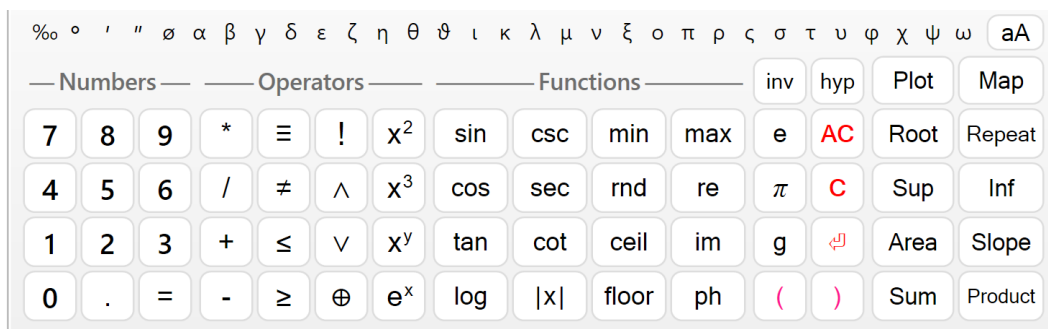 ‰ ° ′ ″ ø α β γ δ ε ζ η θ ϑ ι κ λ μ ν ξ ο π ρ ς σ τ υ φ χ ψ ω aA
Numbers Operators Functions inv hyp Plot Map
7 8 9 * ≡ ! x² sin csc min max e AC Root Repeat
4 5 6 / ≠ ∧ x³ cos sec rnd re π C Sup Inf
1 2 3 + ≤ ∨ xʸ tan cot ceil im g ⏎ Area Slope
0 . = - ≥ ⊕ eˣ log |x| floor ph ( ) Sum Product